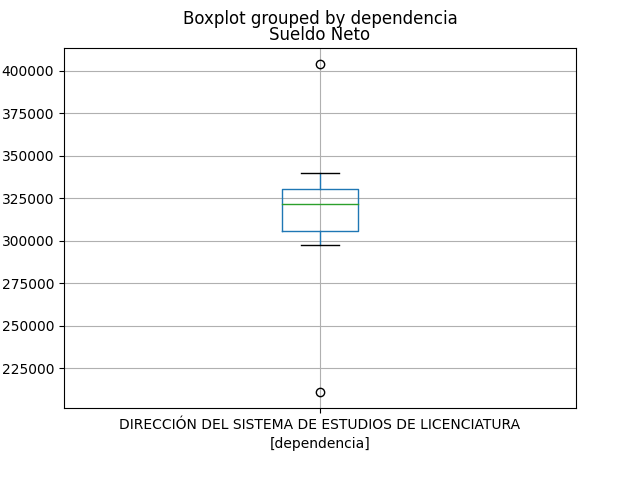 Boxplot grouped by dependencia
Sueldo Neto
400000
375000
350000
325000
300000
275000
250000
225000
DIRECCIÓN DEL SISTEMA DE ESTUDIOS DE LICENCIATURA
[dependencia]